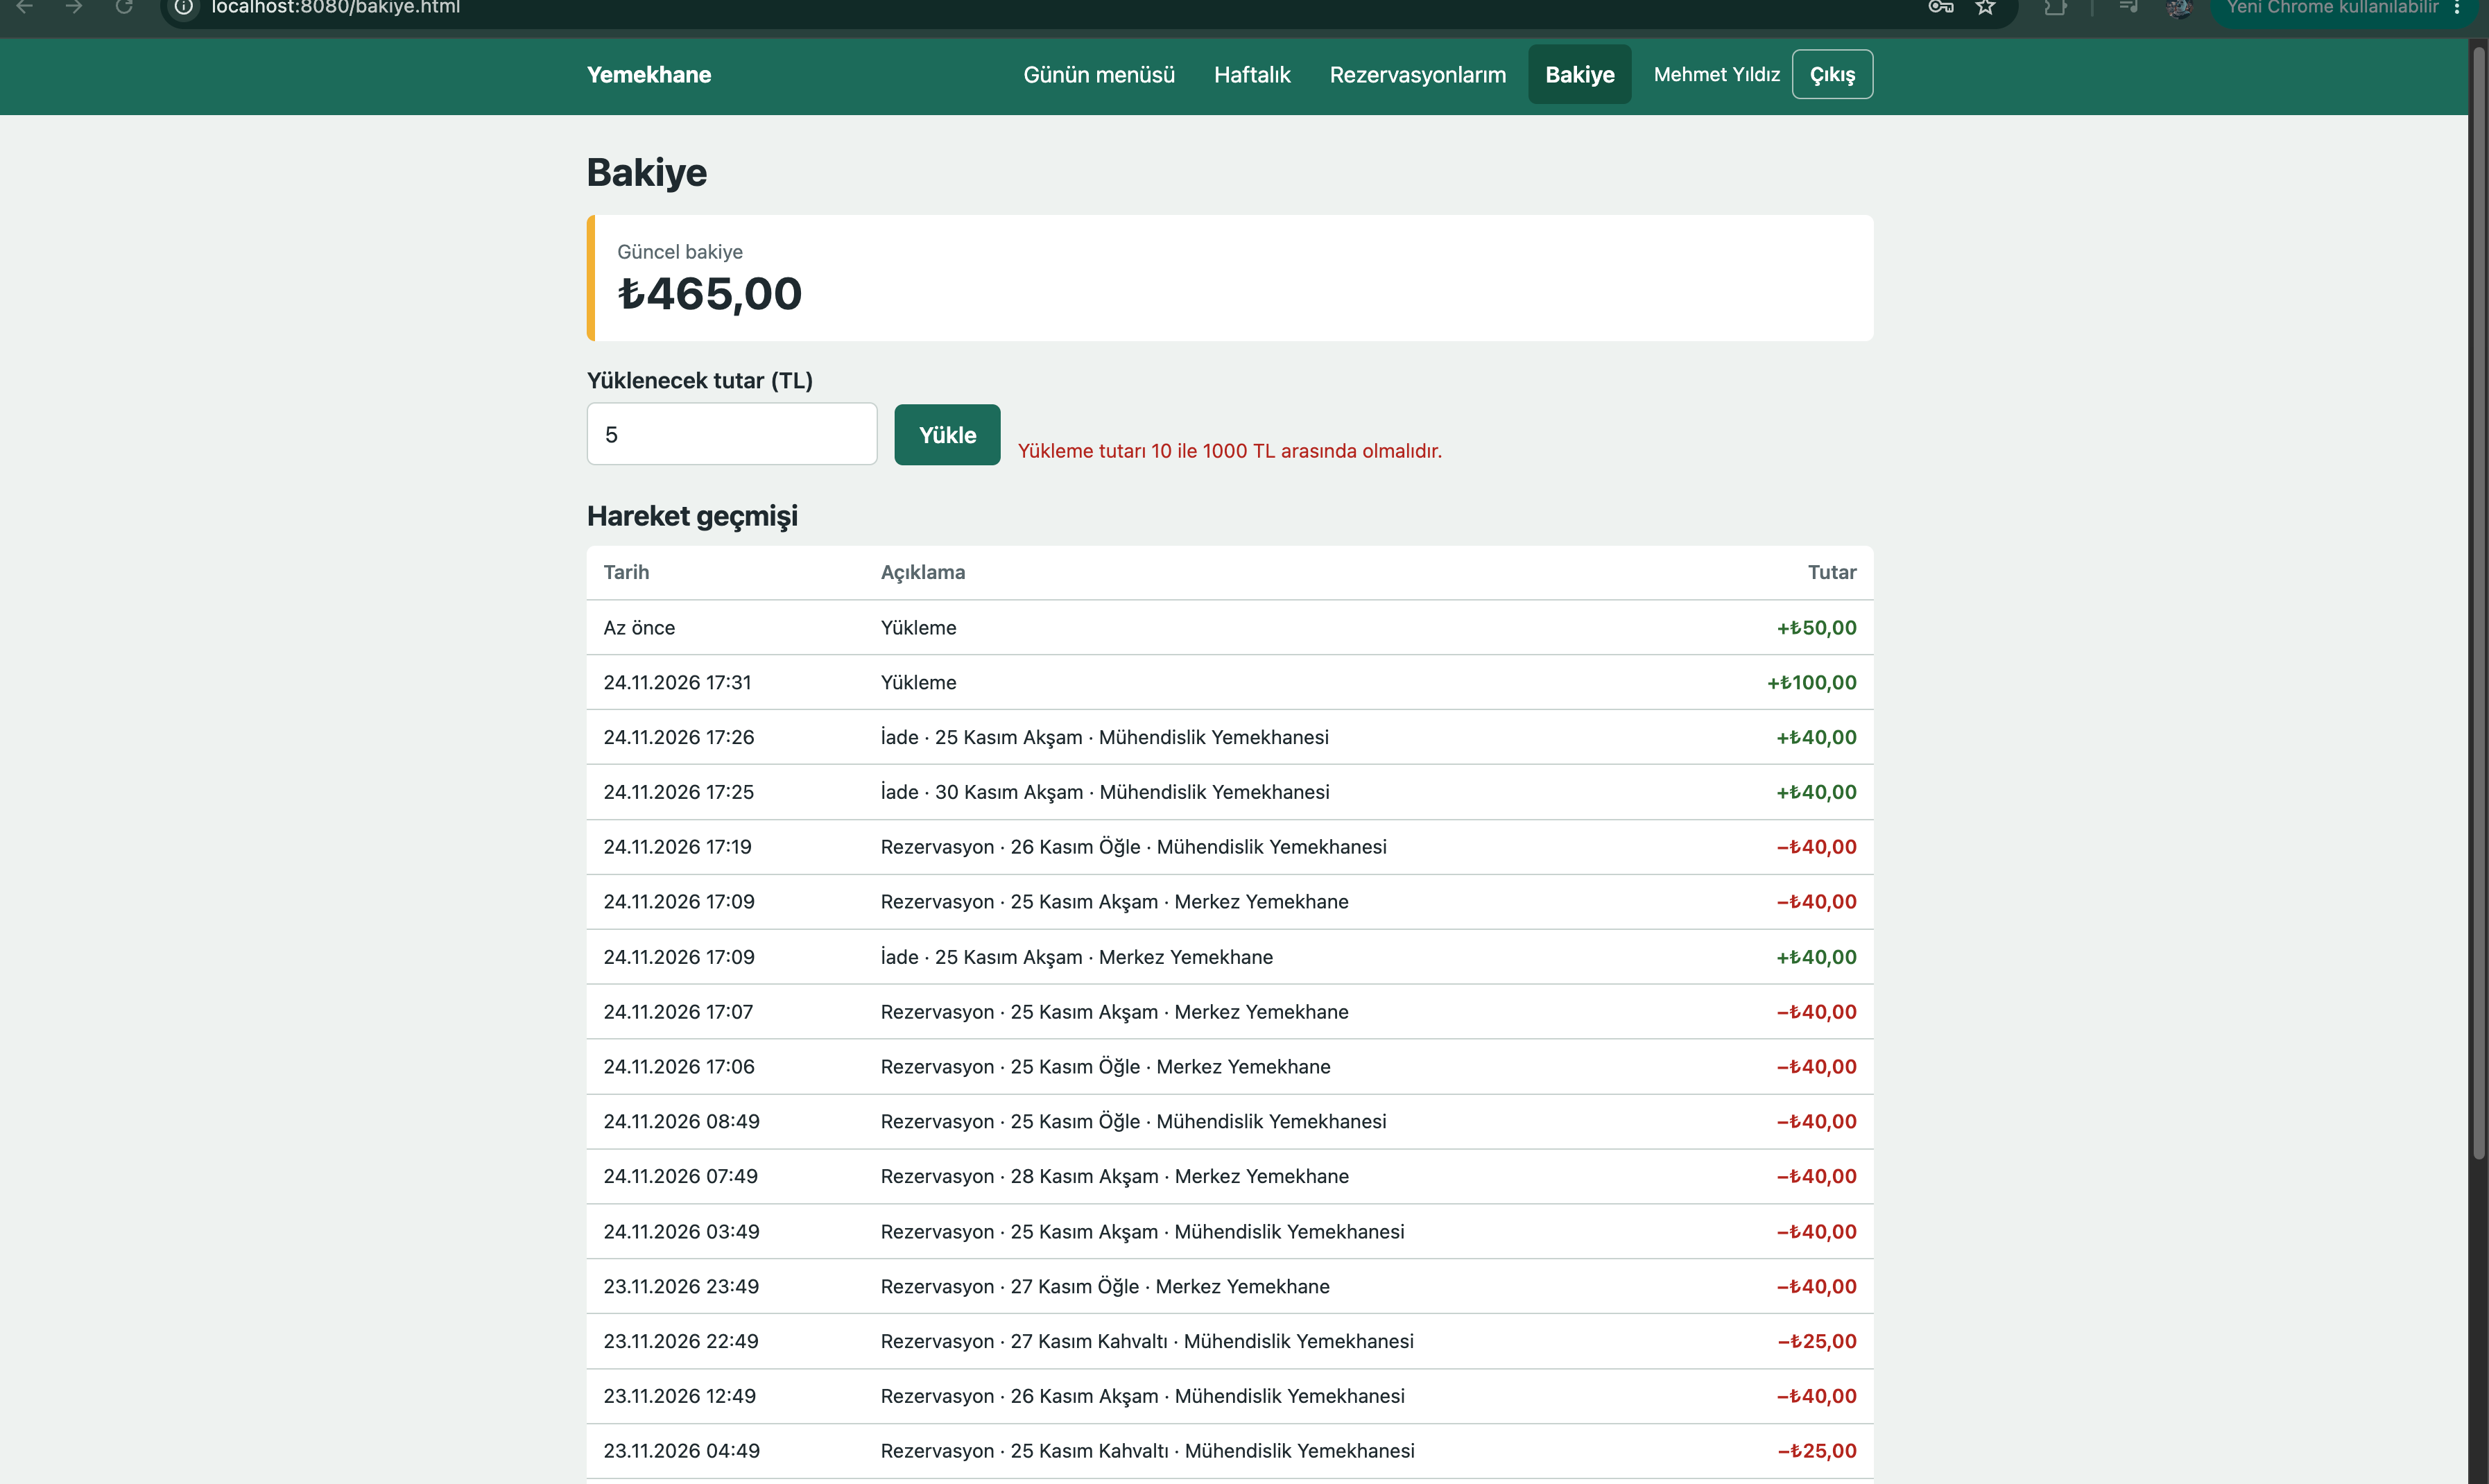 localhost:8080/bakiye.html
Yeni Chrome kullanılabilir
Yemekhane
Günün menüsü
Haftalık
Rezervasyonlarım
Bakiye
Mehmet Yıldız
Çıkış
Bakiye
Güncel bakiye
₺465,00
Yüklenecek tutar (TL)
5
Yükle
Yükleme tutarı 10 ile 1000 TL arasında olmalıdır.
Hareket geçmişi
Tarih Açıklama Tutar
Az önce Yükleme +₺50,00
24.11.2026 17:31 Yükleme +₺100,00
24.11.2026 17:26 İade · 25 Kasım Akşam · Mühendislik Yemekhanesi +₺40,00
24.11.2026 17:25 İade · 30 Kasım Akşam · Mühendislik Yemekhanesi +₺40,00
24.11.2026 17:19 Rezervasyon · 26 Kasım Öğle · Mühendislik Yemekhanesi −₺40,00
24.11.2026 17:09 Rezervasyon · 25 Kasım Akşam · Merkez Yemekhane −₺40,00
24.11.2026 17:09 İade · 25 Kasım Akşam · Merkez Yemekhane +₺40,00
24.11.2026 17:07 Rezervasyon · 25 Kasım Akşam · Merkez Yemekhane −₺40,00
24.11.2026 17:06 Rezervasyon · 25 Kasım Öğle · Merkez Yemekhane −₺40,00
24.11.2026 08:49 Rezervasyon · 25 Kasım Öğle · Mühendislik Yemekhanesi −₺40,00
24.11.2026 07:49 Rezervasyon · 28 Kasım Akşam · Merkez Yemekhane −₺40,00
24.11.2026 03:49 Rezervasyon · 25 Kasım Akşam · Mühendislik Yemekhanesi −₺40,00
23.11.2026 23:49 Rezervasyon · 27 Kasım Öğle · Merkez Yemekhane −₺40,00
23.11.2026 22:49 Rezervasyon · 27 Kasım Kahvaltı · Mühendislik Yemekhanesi −₺25,00
23.11.2026 12:49 Rezervasyon · 26 Kasım Akşam · Mühendislik Yemekhanesi −₺40,00
23.11.2026 04:49 Rezervasyon · 25 Kasım Kahvaltı · Mühendislik Yemekhanesi −₺25,00